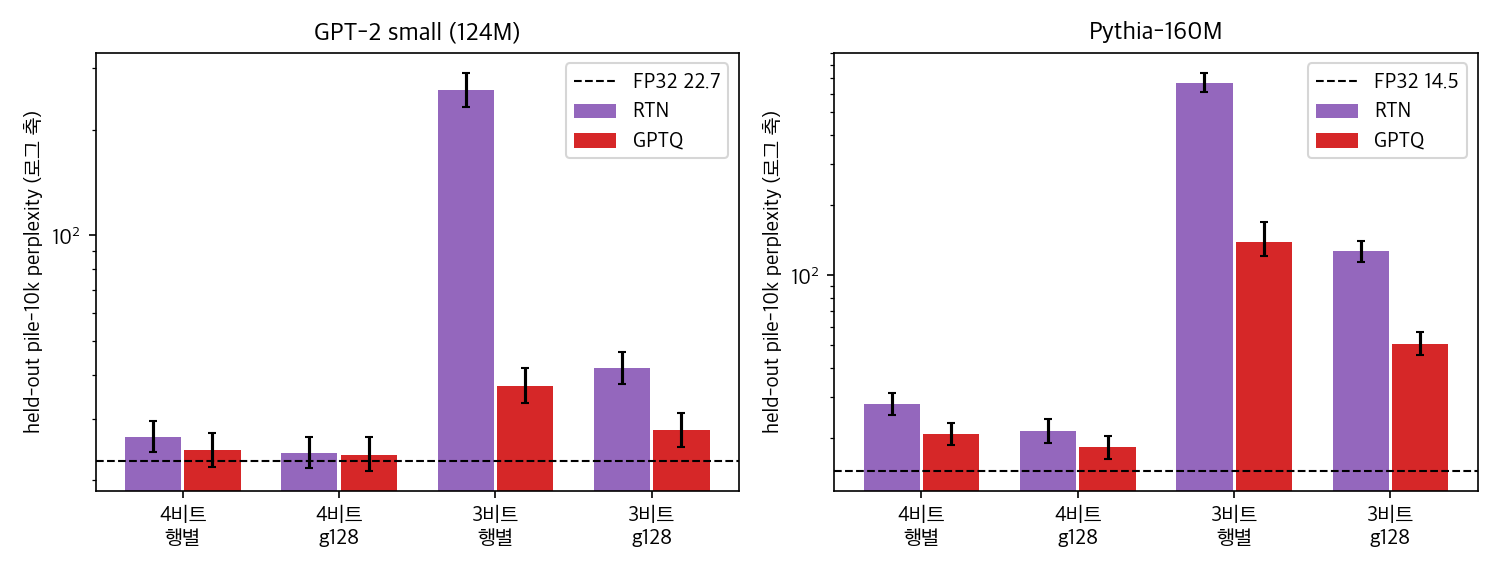 GPT-2 small (124M)
held-out pile-10k perplexity (로그 축)
10²
FP32 22.7
RTN
GPTQ
4비트
행별
4비트
g128
3비트
행별
3비트
g128
Pythia-160M
held-out pile-10k perplexity (로그 축)
10²
FP32 14.5
RTN
GPTQ
4비트
행별
4비트
g128
3비트
행별
3비트
g128